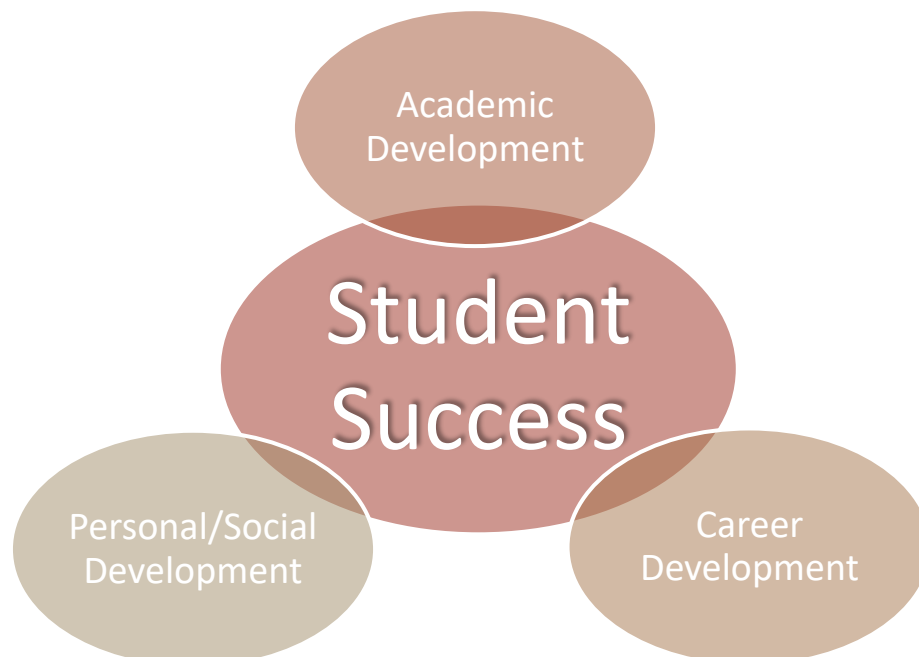 Academic
Development
Student
Success
Personal/Social
Development
Career
Development